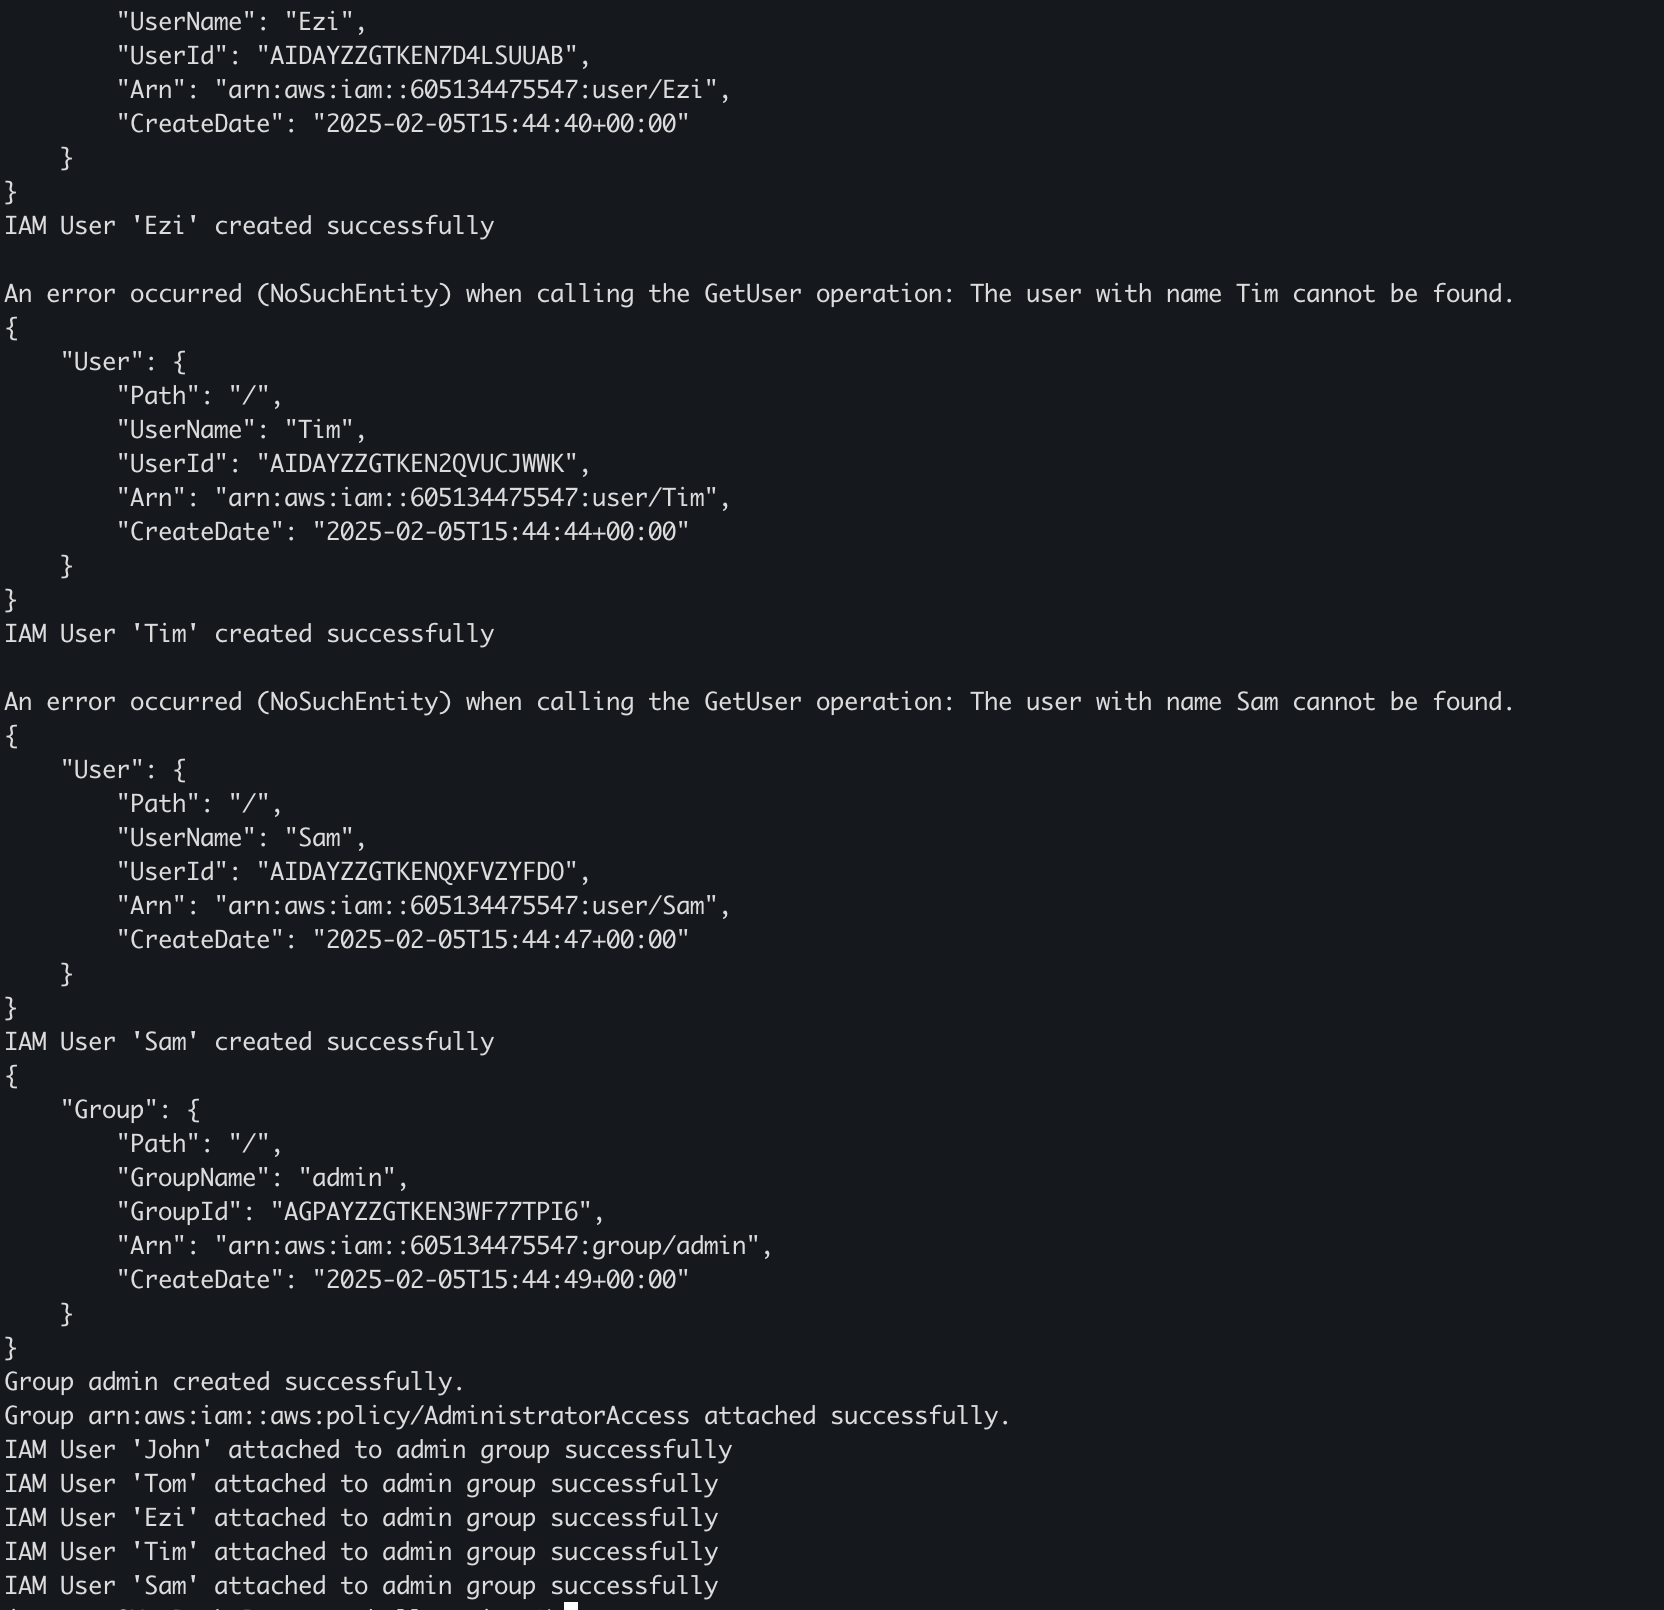 "UserName": "Ezi",
"UserId": "AIDAYZZGTKEN7D4LSUUAB",
"Arn": "arn:aws:iam::605134475547:user/Ezi",
"CreateDate": "2025-02-05T15:44:40+00:00"
}
}
IAM User 'Ezi' created successfully
An error occurred (NoSuchEntity) when calling the GetUser operation: The user with name Tim cannot be found.
{
"User": {
"Path": "/",
"UserName": "Tim",
"UserId": "AIDAYZZGTKEN2QVUCJWWK",
"Arn": "arn:aws:iam::605134475547:user/Tim",
"CreateDate": "2025-02-05T15:44:44+00:00"
}
}
IAM User 'Tim' created successfully
An error occurred (NoSuchEntity) when calling the GetUser operation: The user with name Sam cannot be found.
{
"User": {
"Path": "/",
"UserName": "Sam",
"UserId": "AIDAYZZGTKENQXFVZYFDO",
"Arn": "arn:aws:iam::605134475547:user/Sam",
"CreateDate": "2025-02-05T15:44:47+00:00"
}
}
IAM User 'Sam' created successfully
{
"Group": {
"Path": "/",
"GroupName": "admin",
"GroupId": "AGPAYZZGTKEN3WF77TPI6",
"Arn": "arn:aws:iam::605134475547:group/admin",
"CreateDate": "2025-02-05T15:44:49+00:00"
}
}
Group admin created successfully.
Group arn:aws:iam::aws:policy/AdministratorAccess attached successfully.
IAM User 'John' attached to admin group successfully
IAM User 'Tom' attached to admin group successfully
IAM User 'Ezi' attached to admin group successfully
IAM User 'Tim' attached to admin group successfully
IAM User 'Sam' attached to admin group successfully